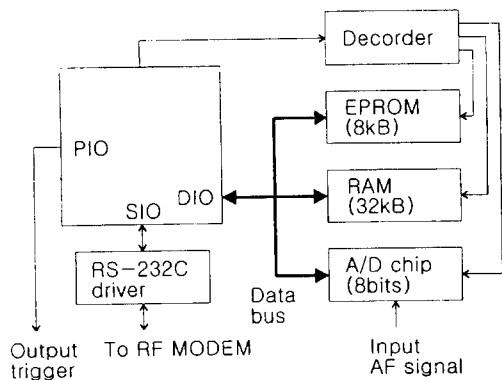 Decorder
EPROM
(8kB)
PIO
RAM
(32kB)
DIO
SIO
RS-232C
driver
A/D chip
(8bits)
Data
bus
Output
trigger
To RF MODEM
Input
AF signal